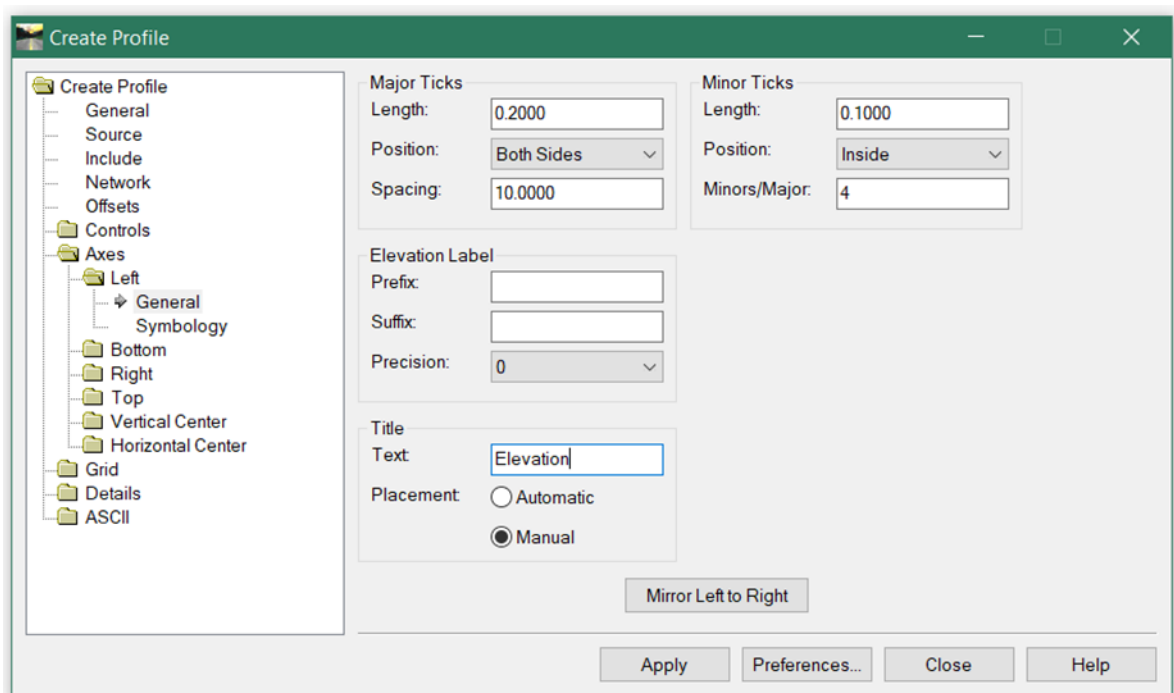 Create Profile
Create Profile
General
Source
Include
Network
Offsets
Controls
Axes
Left
General
Symbology
Bottom
Right
Top
Vertical Center
Horizontal Center
Grid
Details
ASCII
Major Ticks
Length: 0.2000
Position: Both Sides
Spacing: 10.0000
Minor Ticks
Length: 0.1000
Position: Inside
Minors/Major: 4
Elevation Label
Prefix:
Suffix:
Precision: 0
Title
Text: Elevation
Placement: Automatic
Manual
Mirror Left to Right
Apply Preferences... Close Help